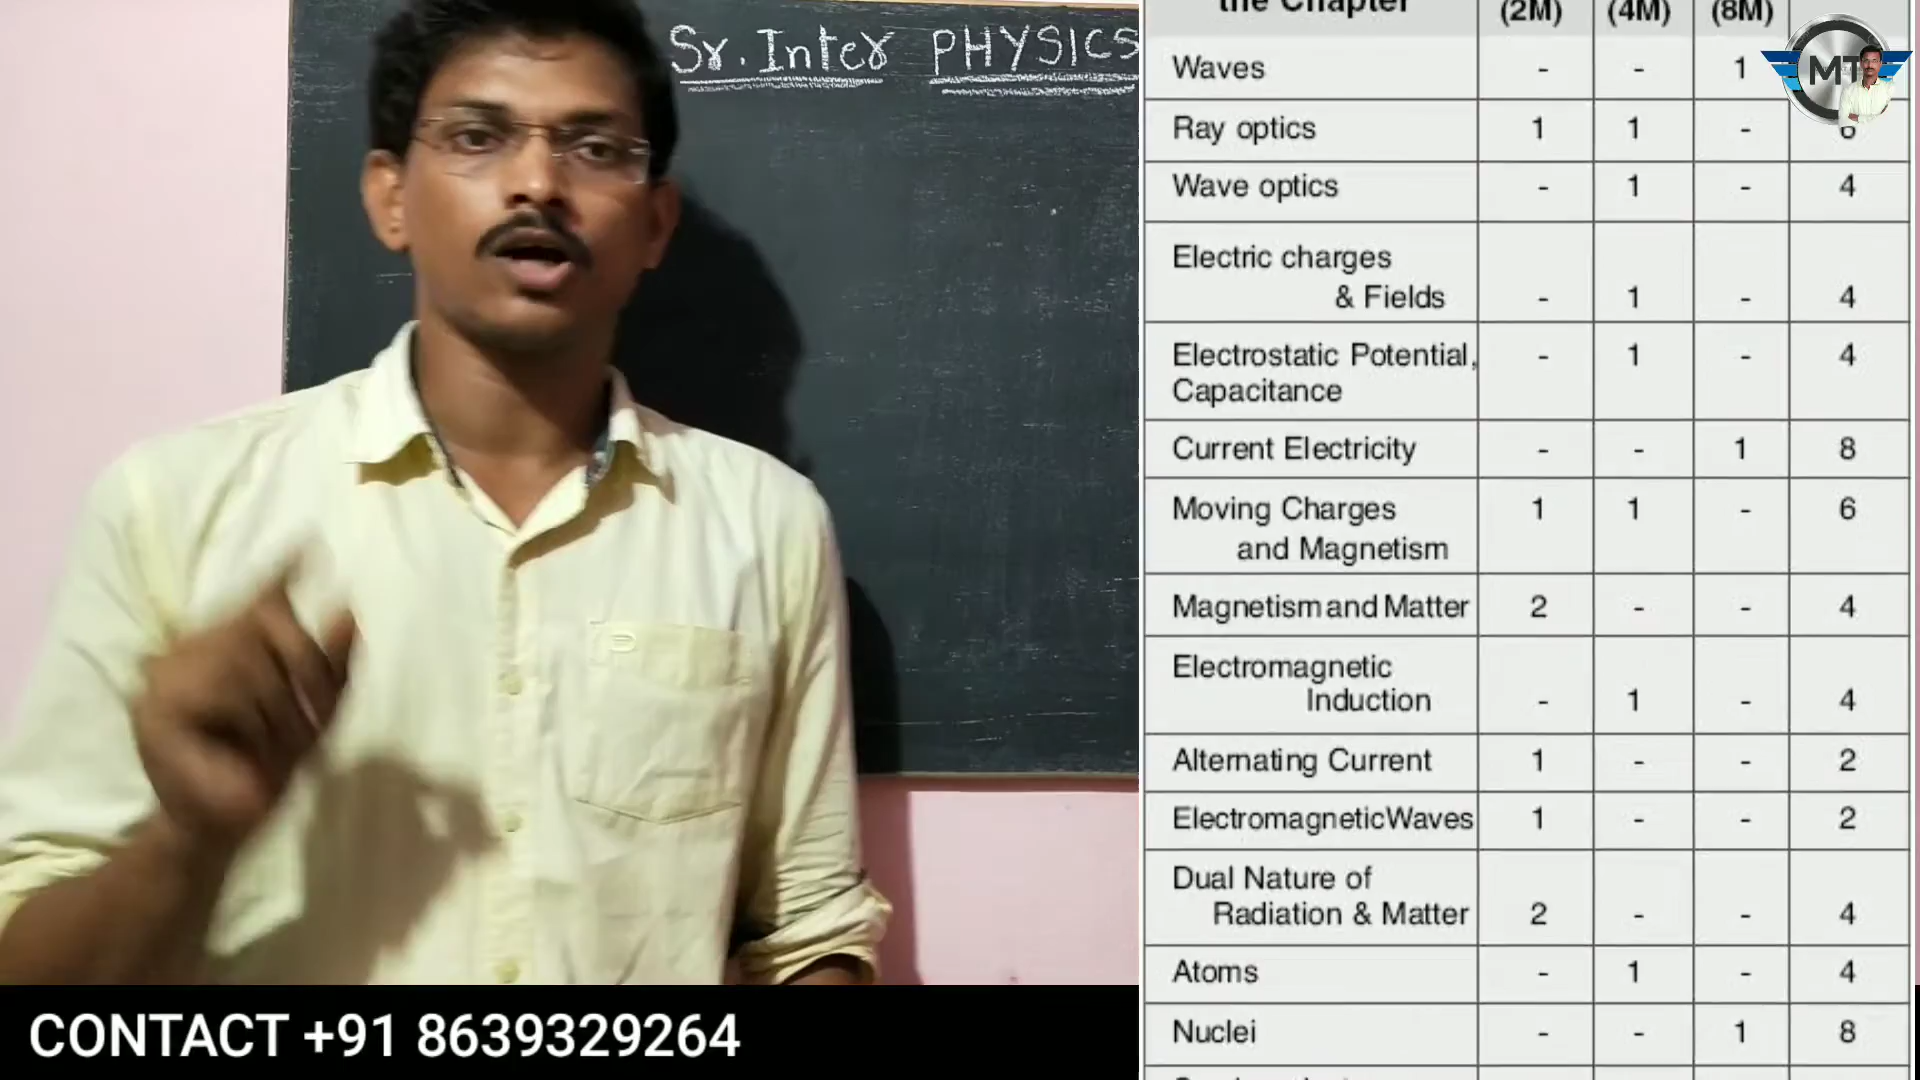 Sr. Inter PHYSICS
the Chapter (2M) (4M) (8M)
Waves - - 1
Ray optics 1 1 - 6
Wave optics - 1 - 4
Electric charges
& Fields - 1 - 4
Electrostatic Potential, - 1 - 4
Capacitance
Current Electricity - - 1 8
Moving Charges 1 1 - 6
and Magnetism
Magnetism and Matter 2 - - 4
Electromagnetic
Induction - 1 - 4
Alternating Current 1 - - 2
Electromagnetic Waves 1 - - 2
Dual Nature of
Radiation & Matter 2 - - 4
Atoms - 1 - 4
Nuclei - - 1 8
MT
CONTACT +91 8639329264